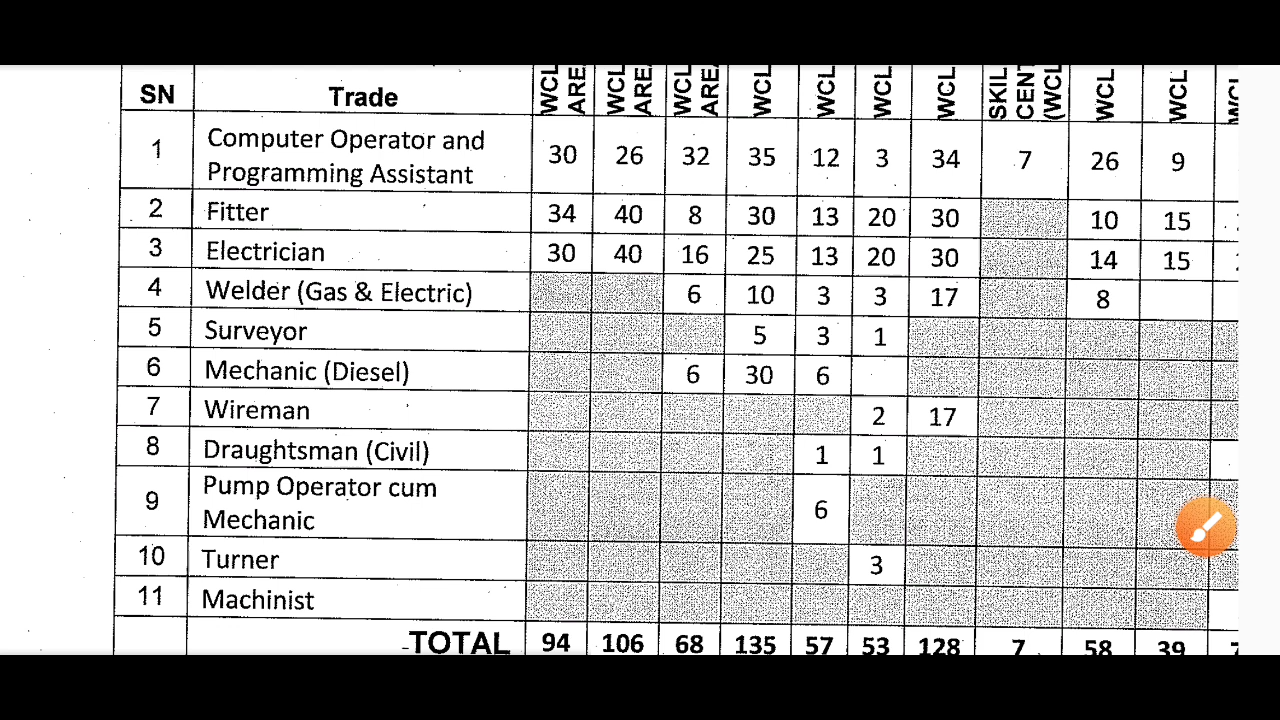 SN Trade WCL AREA WCL AREA WCL AREA WCL WCL WCL WCL SKIL CENT (WCL WCL WCL
1 Computer Operator and Programming Assistant 30 26 32 35 12 3 34 7 26 9
2 Fitter 34 40 8 30 13 20 30 10 15
3 Electrician 30 40 16 25 13 20 30 14 15
4 Welder (Gas & Electric) 6 10 3 3 17 8
5 Surveyor 5 3 1
6 Mechanic (Diesel) 6 30 6
7 Wireman 2 17
8 Draughtsman (Civil) 1 1
9 Pump Operator cum Mechanic 6
10 Turner 3
11 Machinist
TOTAL 94 106 68 135 57 53 128 7 58 39